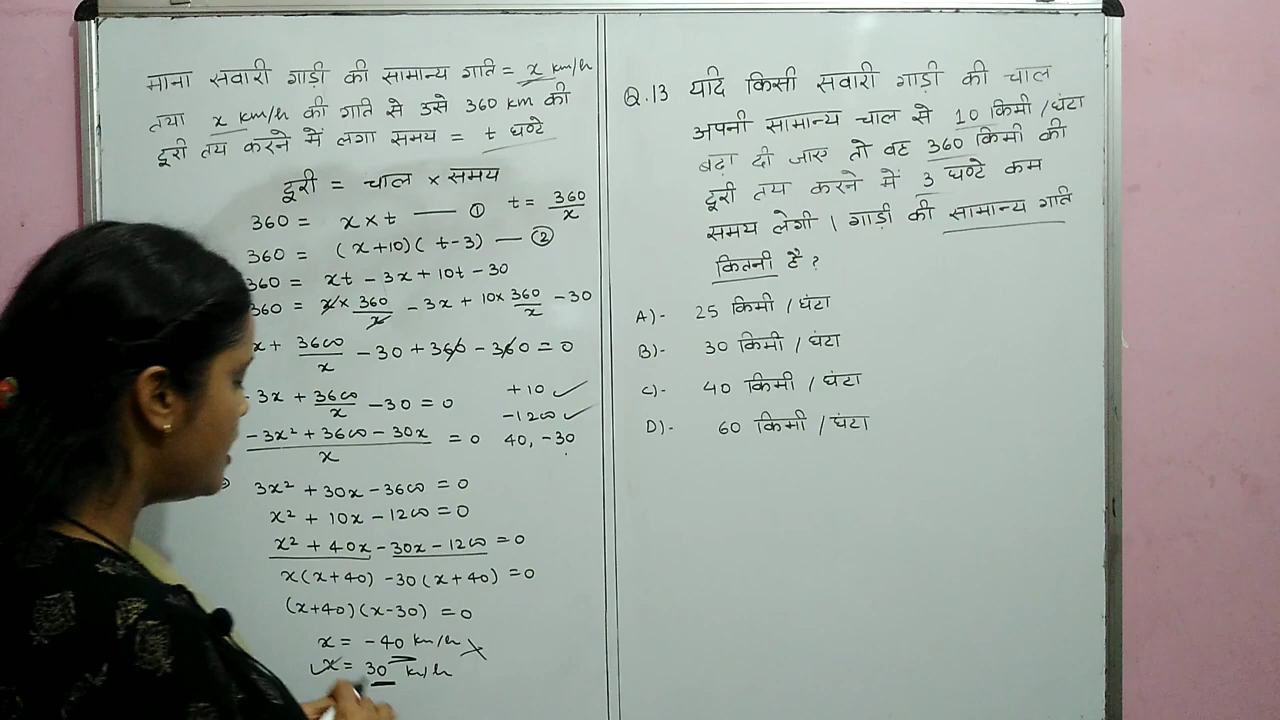 माना सवारी गाड़ी की सामान्य गति = x km/h
तथा x km/h की गति से उसे 360 km की
दूरी तय करने में लगा समय = t घण्टे
दूरी = चाल × समय
360 = x × t — ① t = 360/x
360 = (x+10)(t-3) — ②
360 = xt - 3x + 10t - 30
360 = x × 360/x - 3x + 10 × 360/x - 30
x + 3600/x - 30 + 360 - 360 = 0
-3x + 3600/x - 30 = 0 +10 ✓
-1200 ✓
-3x² + 3600 - 30x / x = 0 40, -30
3x² + 30x - 3600 = 0
x² + 10x - 1200 = 0
x² + 40x - 30x - 1200 = 0
x(x+40) - 30(x+40) = 0
(x+40)(x-30) = 0
x = -40 km/h ×
✓x = 30 km/h
Q.13 यदि किसी सवारी गाड़ी की चाल
अपनी सामान्य चाल से 10 किमी/घंटा
बढ़ा दी जाए तो वह 360 किमी की
दूरी तय करने में 3 घण्टे कम
समय लेगी। गाड़ी की सामान्य गति
कितनी है?
A)- 25 किमी/घंटा
B)- 30 किमी/घंटा
C)- 40 किमी/घंटा
D)- 60 किमी/घंटा